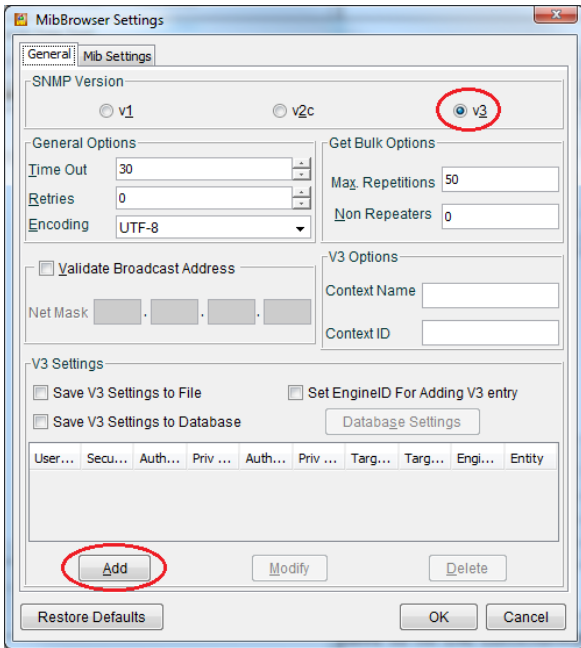 MibBrowser Settings
General Mib Settings
SNMP Version
v1 v2c v3
General Options
Time Out 30
Retries 0
Encoding UTF-8
Get Bulk Options
Max. Repetitions 50
Non Repeaters 0
Validate Broadcast Address
Net Mask . . .
V3 Options
Context Name
Context ID
V3 Settings
Save V3 Settings to File Set EngineID For Adding V3 entry
Save V3 Settings to Database Database Settings
User... Secu... Auth... Priv ... Auth... Priv ... Targ... Targ... Engi... Entity
Add Modify Delete
Restore Defaults OK Cancel